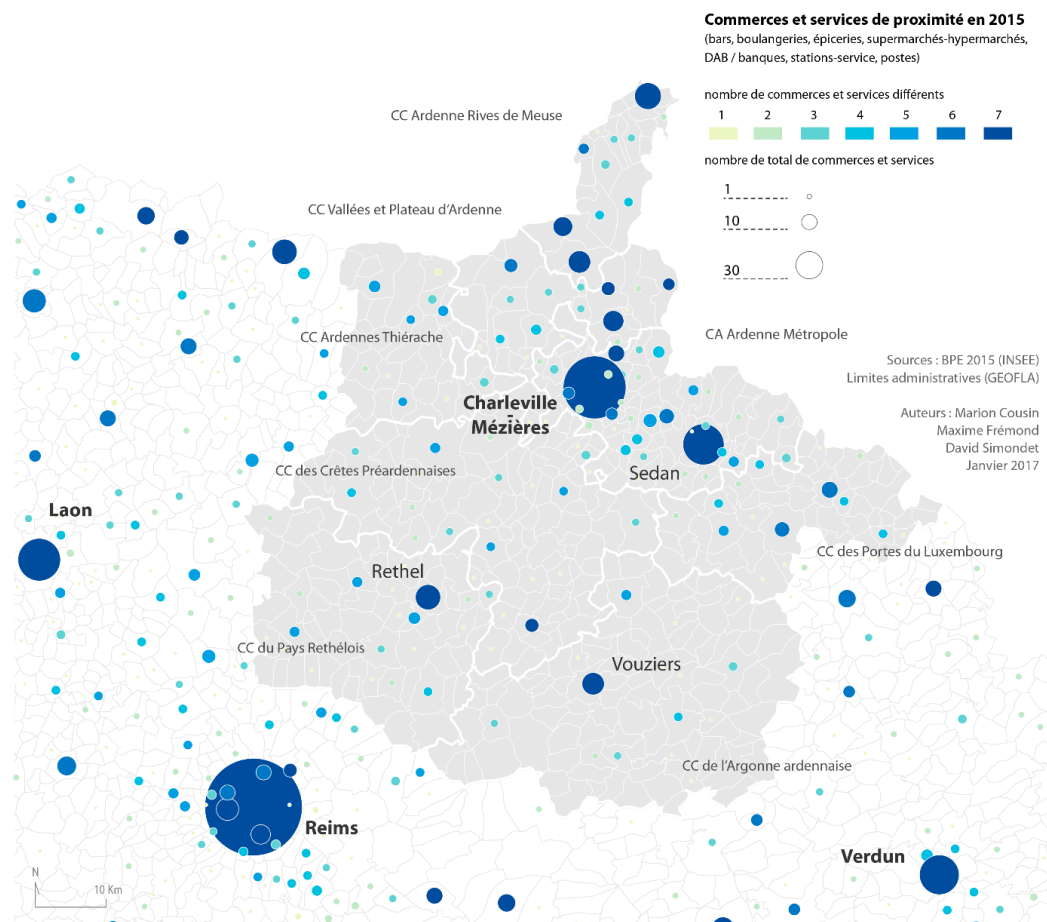 Commerces et services de proximité en 2015
(bars, boulangeries, épiceries, supermarchés-hypermarchés,
DAB / banques, stations-service, postes)
nombre de commerces et services différents
1 2 3 4 5 6 7
nombre de total de commerces et services
1
10
30
CC Ardenne Rives de Meuse
CC Vallées et Plateau d'Ardenne
CC Ardennes Thiérache
CA Ardenne Métropole
Sources : BPE 2015 (INSEE)
Limites administratives (GEOFLA)
Auteurs : Marion Cousin
Maxime Frémond
David Simondet
Janvier 2017
Charleville
-
Mézières
Sedan
CC des Crêtes Préardennaises
Laon
CC des Portes du Luxembourg
Rethel
CC du Pays Rethélois
Vouziers
CC de l'Argonne ardennaise
Reims
Verdun
N
10 Km